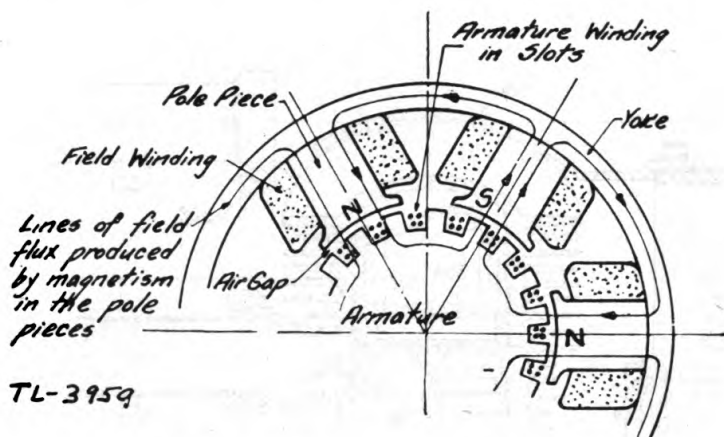 Armature Winding
in Slots
Pole Piece
Yoke
Field Winding
N
S
Lines of field
flux produced
by magnetism
in the pole
pieces
Air Gap
Armature
N
TL-3959